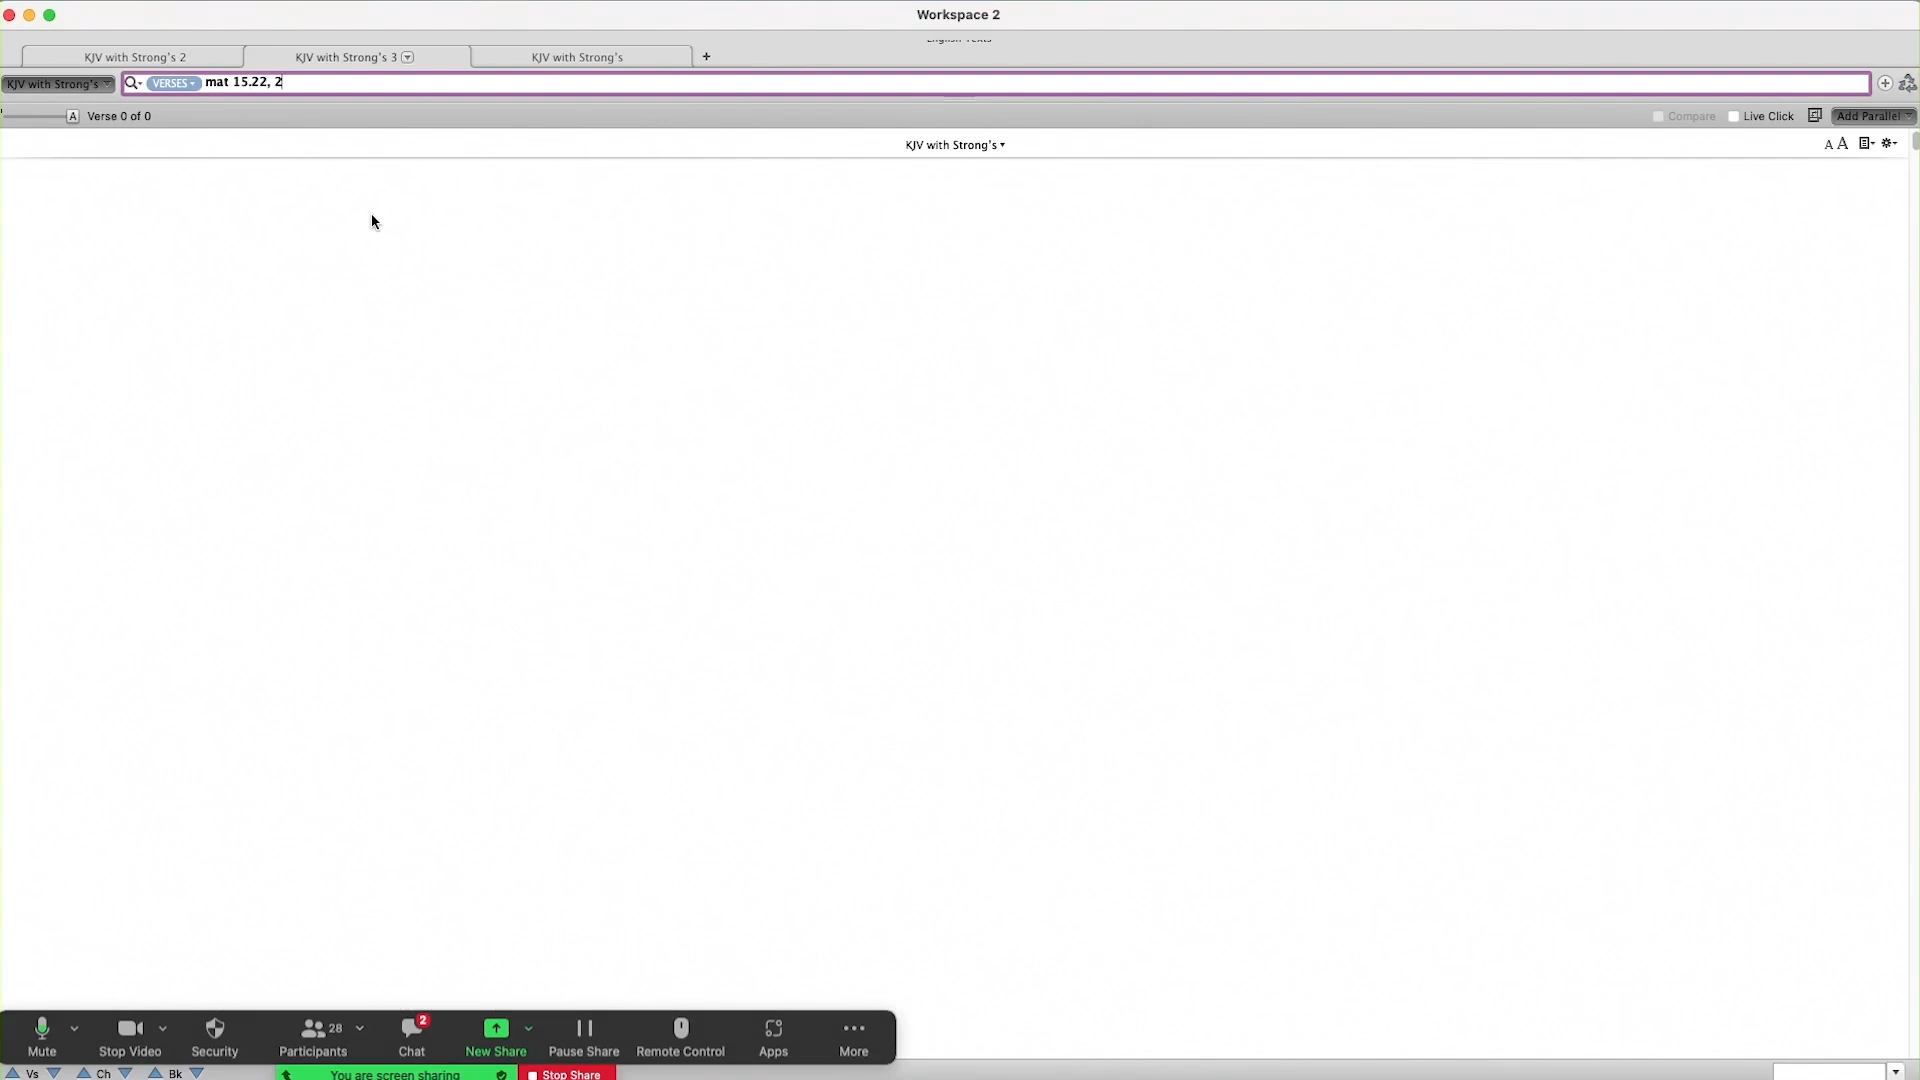 Workspace 2
English Texts
KJV with Strong's 2
KJV with Strong's 3
KJV with Strong's
+
KJV with Strong's
VERSES
mat 15.22, 2
A
Verse 0 of 0
Compare
Live Click
Add Parallel
KJV with Strong's
A A
Mute
Stop Video
Security
28
Participants
2
Chat
New Share
Pause Share
Remote Control
Apps
More
Vs
Ch
Bk
You are screen sharing
Stop Share